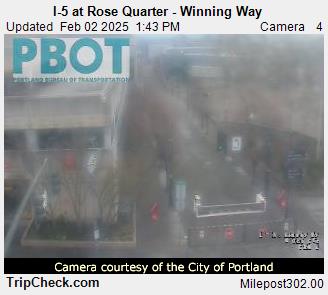 I-5 at Rose Quarter - Winning Way
Updated Feb 02 2025 1:43 PM Camera 4
PBOT
PORTLAND BUREAU OF TRANSPORTATION
Camera courtesy of the City of Portland
TripCheck.com Milepost302.00